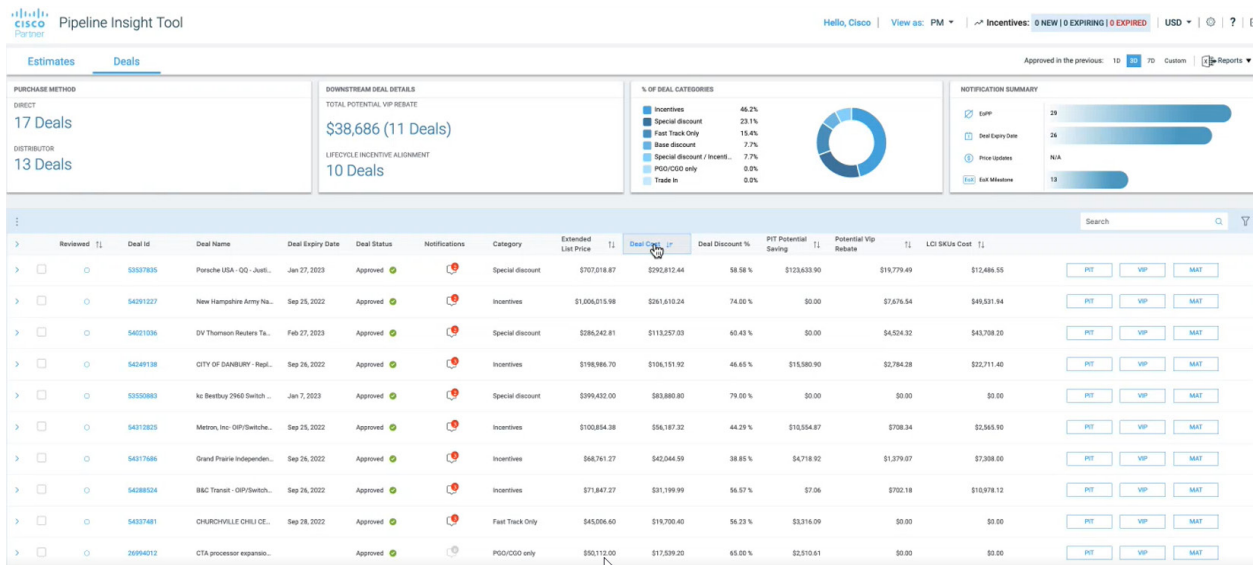 CISCO
Partner
Pipeline Insight Tool
Hello, Cisco | View as: PM | Incentives: 0 NEW | 0 EXPIRING | 0 EXPIRED | USD | ?
Estimates Deals
Approved in the previous: 1D 3D 7D Custom Reports
PURCHASE METHOD
DIRECT
17 Deals
DISTRIBUTOR
13 Deals
DOWNSTREAM DEAL DETAILS
TOTAL POTENTIAL VIP REBATE
$38,686 (11 Deals)
LIFECYCLE INCENTIVE ALIGNMENT
10 Deals
% OF DEAL CATEGORIES
Incentives 46.2%
Special discount 23.1%
Fast Track Only 15.4%
Base discount 7.7%
Special discount / Incenti... 7.7%
PGO/CGO only 0.0%
Trade In 0.0%
NOTIFICATION SUMMARY
EoPP 29
Deal Expiry Date 26
$ Price Updates N/A
EoX EoX Milestone 13
Search
Reviewed Deal Id Deal Name Deal Expiry Date Deal Status Notifications Category Extended List Price Deal Cost Deal Discount % PIT Potential Saving Potential Vip Rebate LCI SKUs Cost
53537835 Porsche USA - QQ - Justi... Jan 27, 2023 Approved Special discount $707,018.87 $292,812.44 58.58 % $123,633.90 $19,779.49 $12,486.55 PIT VIP MAT
54291227 New Hampshire Army Na... Sep 25, 2022 Approved Incentives $1,006,015.98 $261,610.24 74.00 % $0.00 $7,676.54 $49,531.94 PIT VIP MAT
54021036 DV Thomson Reuters Ta... Feb 27, 2023 Approved Special discount $286,242.81 $113,257.03 60.43 % $0.00 $4,524.32 $43,708.20 PIT VIP MAT
54249138 CITY OF DANBURY - Repl... Sep 26, 2022 Approved Incentives $198,986.70 $106,151.92 46.65 % $15,580.90 $2,784.28 $22,711.40 PIT VIP MAT
53550883 kc Bestbuy 2960 Switch ... Jan 7, 2023 Approved Special discount $399,432.00 $83,880.80 79.00 % $0.00 $0.00 $0.00 PIT VIP MAT
54312825 Metron, Inc- OIP/Switche... Sep 25, 2022 Approved Incentives $100,854.38 $56,187.32 44.29 % $10,554.87 $708.34 $2,565.90 PIT VIP MAT
54317686 Grand Prairie Independen... Sep 26, 2022 Approved Incentives $68,761.27 $42,044.59 38.85 % $4,718.92 $1,379.07 $7,308.00 PIT VIP MAT
54288524 B&C Transit - OIP/Switch... Sep 26, 2022 Approved Incentives $71,847.27 $31,199.99 56.57 % $7.06 $702.18 $10,978.12 PIT VIP MAT
54337481 CHURCHVILLE CHILI CE... Sep 28, 2022 Approved Fast Track Only $45,006.60 $19,700.40 56.23 % $3,316.09 $0.00 $0.00 PIT VIP MAT
26994012 CTA processor expansio... Approved PGO/CGO only $50,112.00 $17,539.20 65.00 % $2,510.61 $0.00 $0.00 PIT VIP MAT